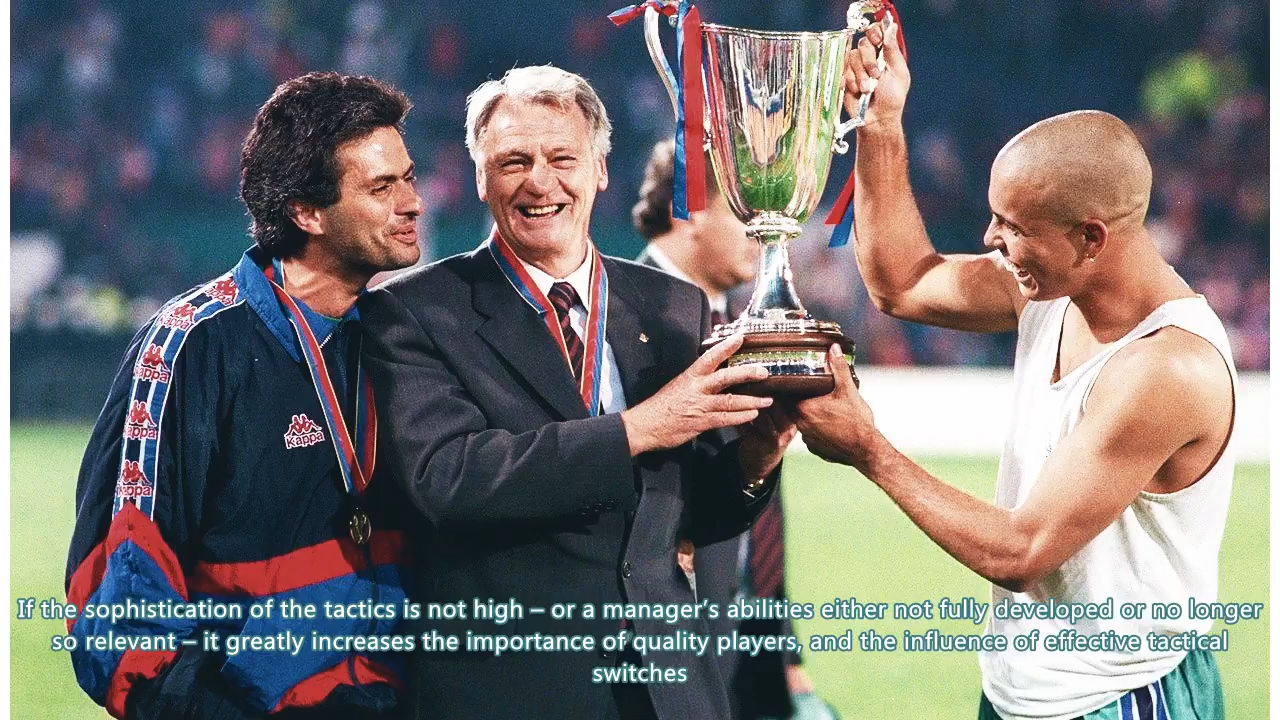 Kappa
Kappa
Kappa
Kappa
Kappa
Kappa
If the sophistication of the tactics is not high – or a manager’s abilities either not fully developed or no longer
so relevant – it greatly increases the importance of quality players, and the influence of effective tactical
switches